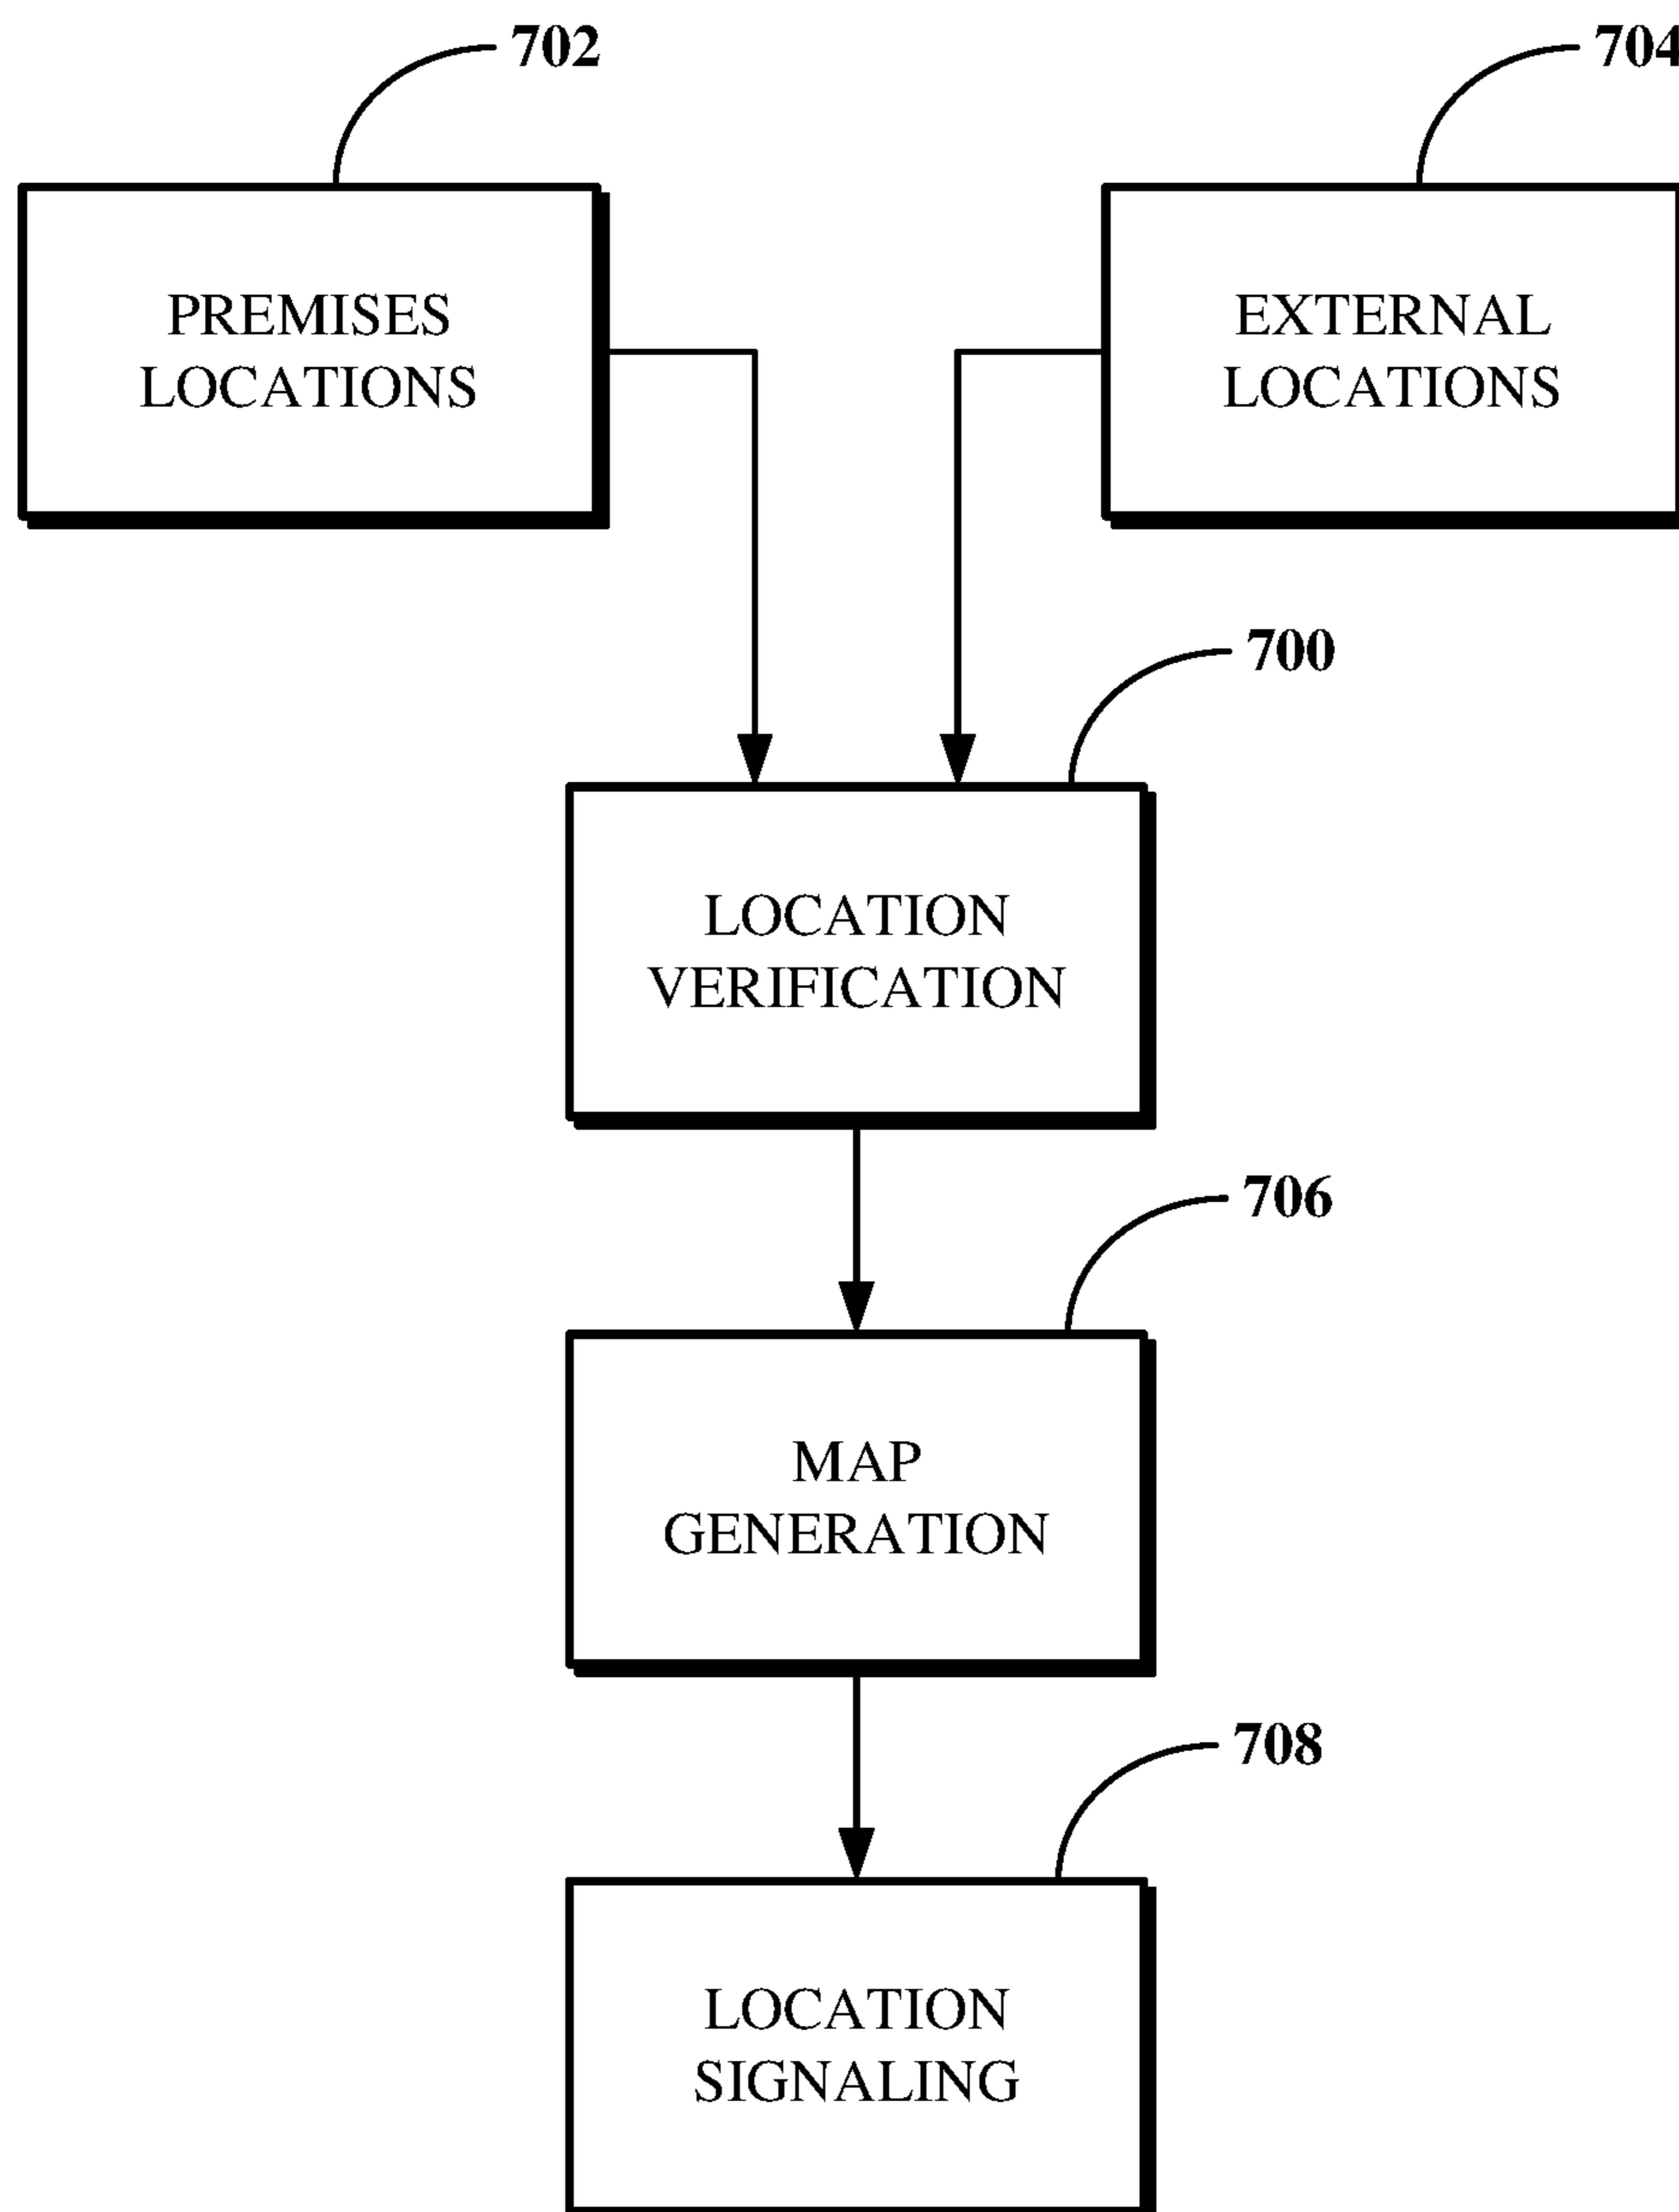 702
704
PREMISES
LOCATIONS
EXTERNAL
LOCATIONS
700
LOCATION
VERIFICATION
706
MAP
GENERATION
708
LOCATION
SIGNALING